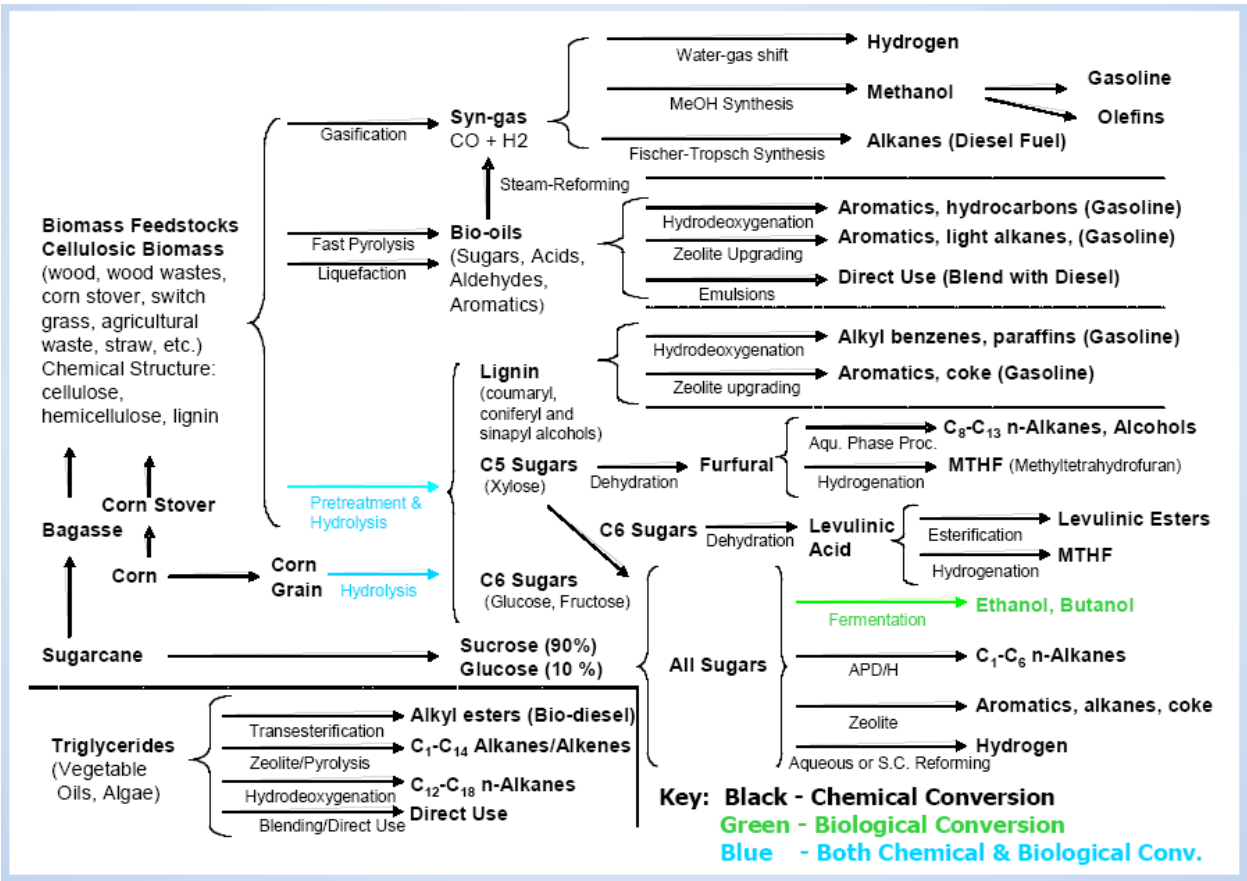 Hydrogen
Water-gas shift
Gasoline
Methanol
MeOH Synthesis
Olefins
Syn-gas
CO + H2
Gasification
Alkanes (Diesel Fuel)
Fischer-Tropsch Synthesis
Steam-Reforming
Biomass Feedstocks
Cellulosic Biomass
(wood, wood wastes,
corn stover, switch
grass, agricultural
waste, straw, etc.)
Chemical Structure:
cellulose,
hemicellulose, lignin
Fast Pyrolysis
Liquefaction
Bio-oils
(Sugars, Acids,
Aldehydes,
Aromatics)
Aromatics, hydrocarbons (Gasoline)
Hydrodeoxygenation
Aromatics, light alkanes, (Gasoline)
Zeolite Upgrading
Direct Use (Blend with Diesel)
Emulsions
Alkyl benzenes, paraffins (Gasoline)
Hydrodeoxygenation
Aromatics, coke (Gasoline)
Zeolite upgrading
Lignin
(coumaryl,
coniferyl and
sinapyl alcohols)
C8-C13 n-Alkanes, Alcohols
Aqu. Phase Proc.
C5 Sugars
(Xylose)
Dehydration
Furfural
MTHF (Methyltetrahydrofuran)
Hydrogenation
Corn Stover
Bagasse
Pretreatment &
Hydrolysis
C6 Sugars
Dehydration
Levulinic
Acid
Levulinic Esters
Esterification
MTHF
Hydrogenation
Corn
Corn
Grain
Hydrolysis
C6 Sugars
(Glucose, Fructose)
Ethanol, Butanol
Fermentation
Sugarcane
Sucrose (90%)
Glucose (10 %)
All Sugars
C1-C6 n-Alkanes
APD/H
Aromatics, alkanes, coke
Zeolite
Hydrogen
Aqueous or S.C. Reforming
Triglycerides
(Vegetable
Oils, Algae)
Alkyl esters (Bio-diesel)
Transesterification
C1-C14 Alkanes/Alkenes
Zeolite/Pyrolysis
C12-C18 n-Alkanes
Hydrodeoxygenation
Direct Use
Blending/Direct Use
Key: Black - Chemical Conversion
Green - Biological Conversion
Blue - Both Chemical & Biological Conv.